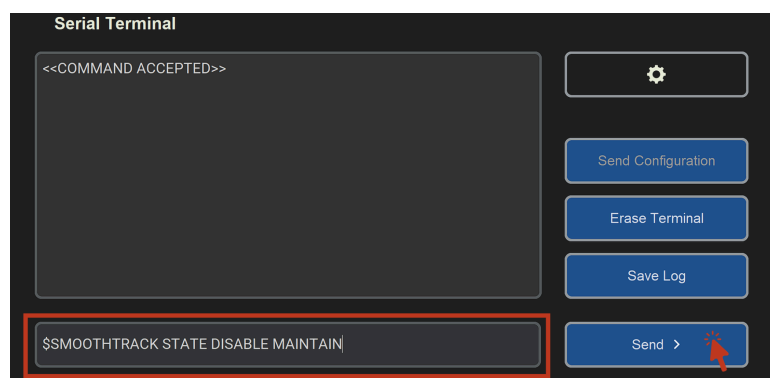 Serial Terminal
<<COMMAND ACCEPTED>>
Send Configuration
Erase Terminal
Save Log
$SMOOTHTRACK STATE DISABLE MAINTAIN
Send >